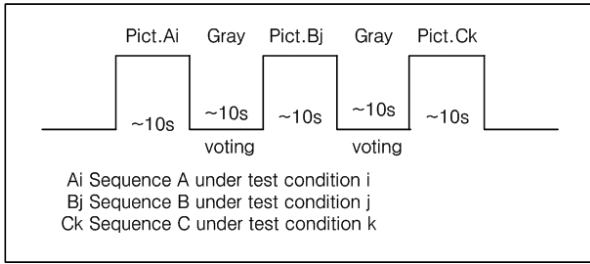 Pict.Ai Gray Pict.Bj Gray Pict.Ck
~10s ~10s ~10s ~10s ~10s
voting voting
Ai Sequence A under test condition i
Bj Sequence B under test condition j
Ck Sequence C under test condition k